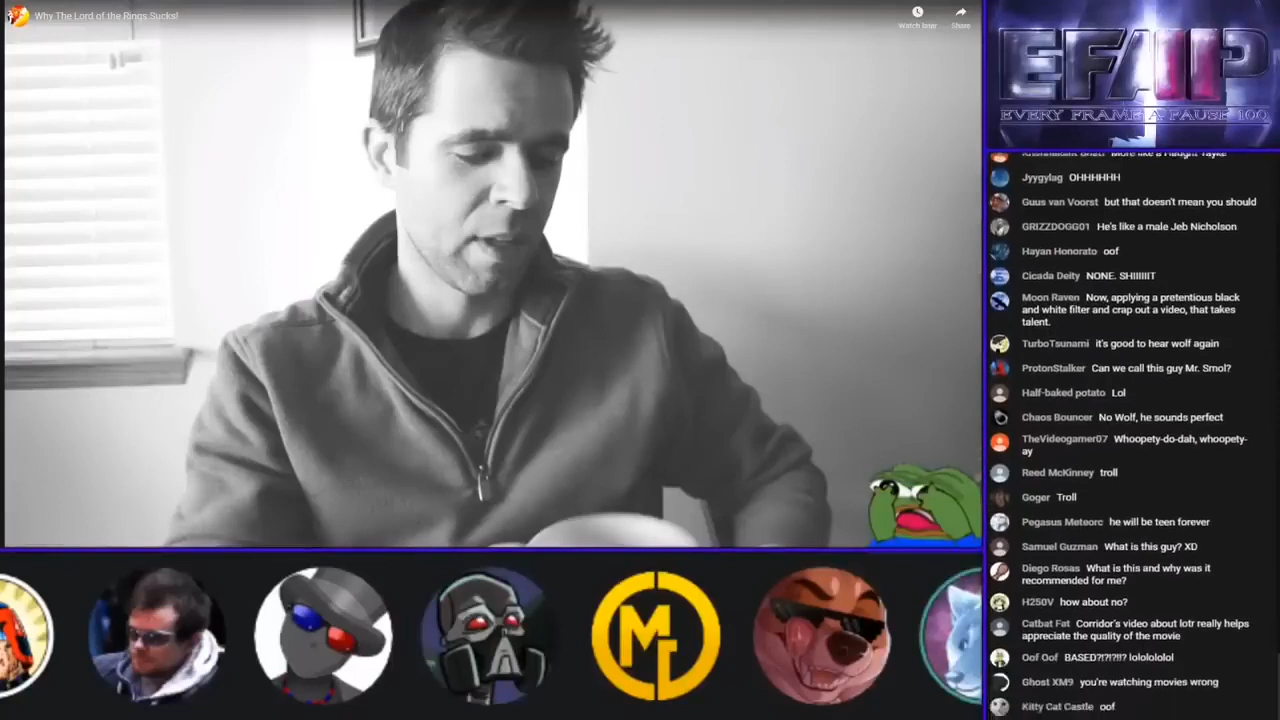 Why The Lord of the Rings Sucks!
Watch later
Share
EFAP
EVERY FRAME A PAUSE 100
Jyygylag OHHHHHH
Guus van Voorst but that doesn't mean you should
GRIZZDOGG01 He's like a male Jeb Nicholson
Hayan Honorato oof
Cicada Deity NONE. SHIIIIIIT
Moon Raven Now, applying a pretentious black
and white filter and crap out a video, that takes
talent.
TurboTsunami it's good to hear wolf again
ProtonStalker Can we call this guy Mr. Smol?
Half-baked potato Lol
Chaos Bouncer No Wolf, he sounds perfect
TheVideogamer07 Whoopety-do-dah, whoopety-
ay
Reed McKinney troll
Goger Troll
Pegasus Meteorc he will be teen forever
Samuel Guzman What is this guy? XD
Diego Rosas What is this and why was it
recommended for me?
H250V how about no?
Catbat Fat Corridor's video about lotr really helps
appreciate the quality of the movie
Oof Oof BASED?!?!?!!? lolololol
Ghost XM9 you're watching movies wrong
Kitty Cat Castle oof